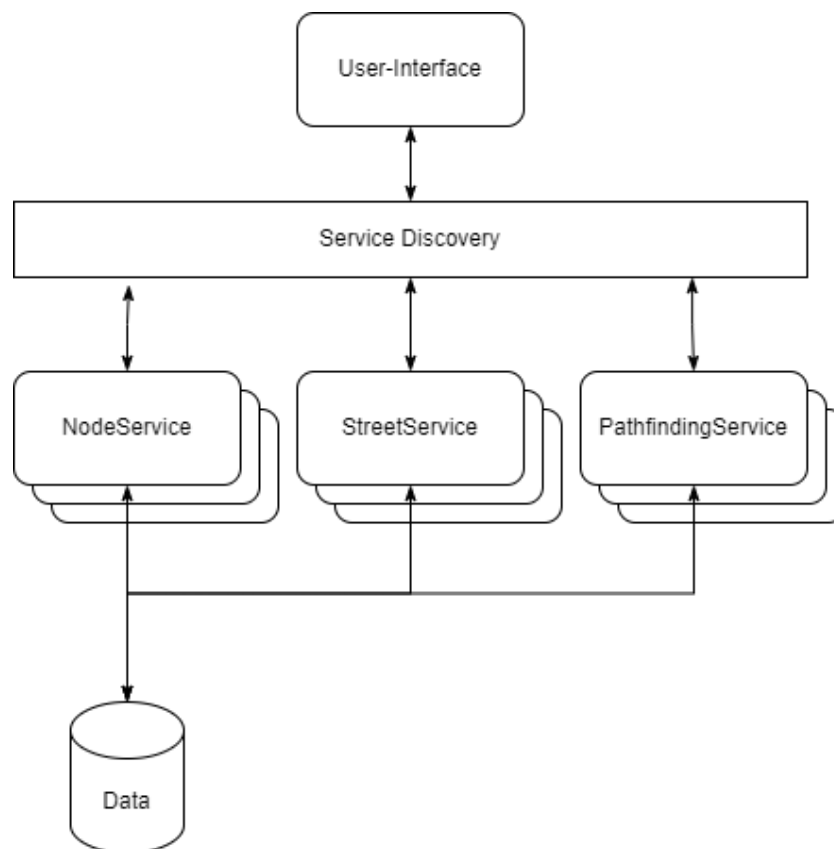 User-Interface
Service Discovery
NodeService
StreetService
PathfindingService
Data